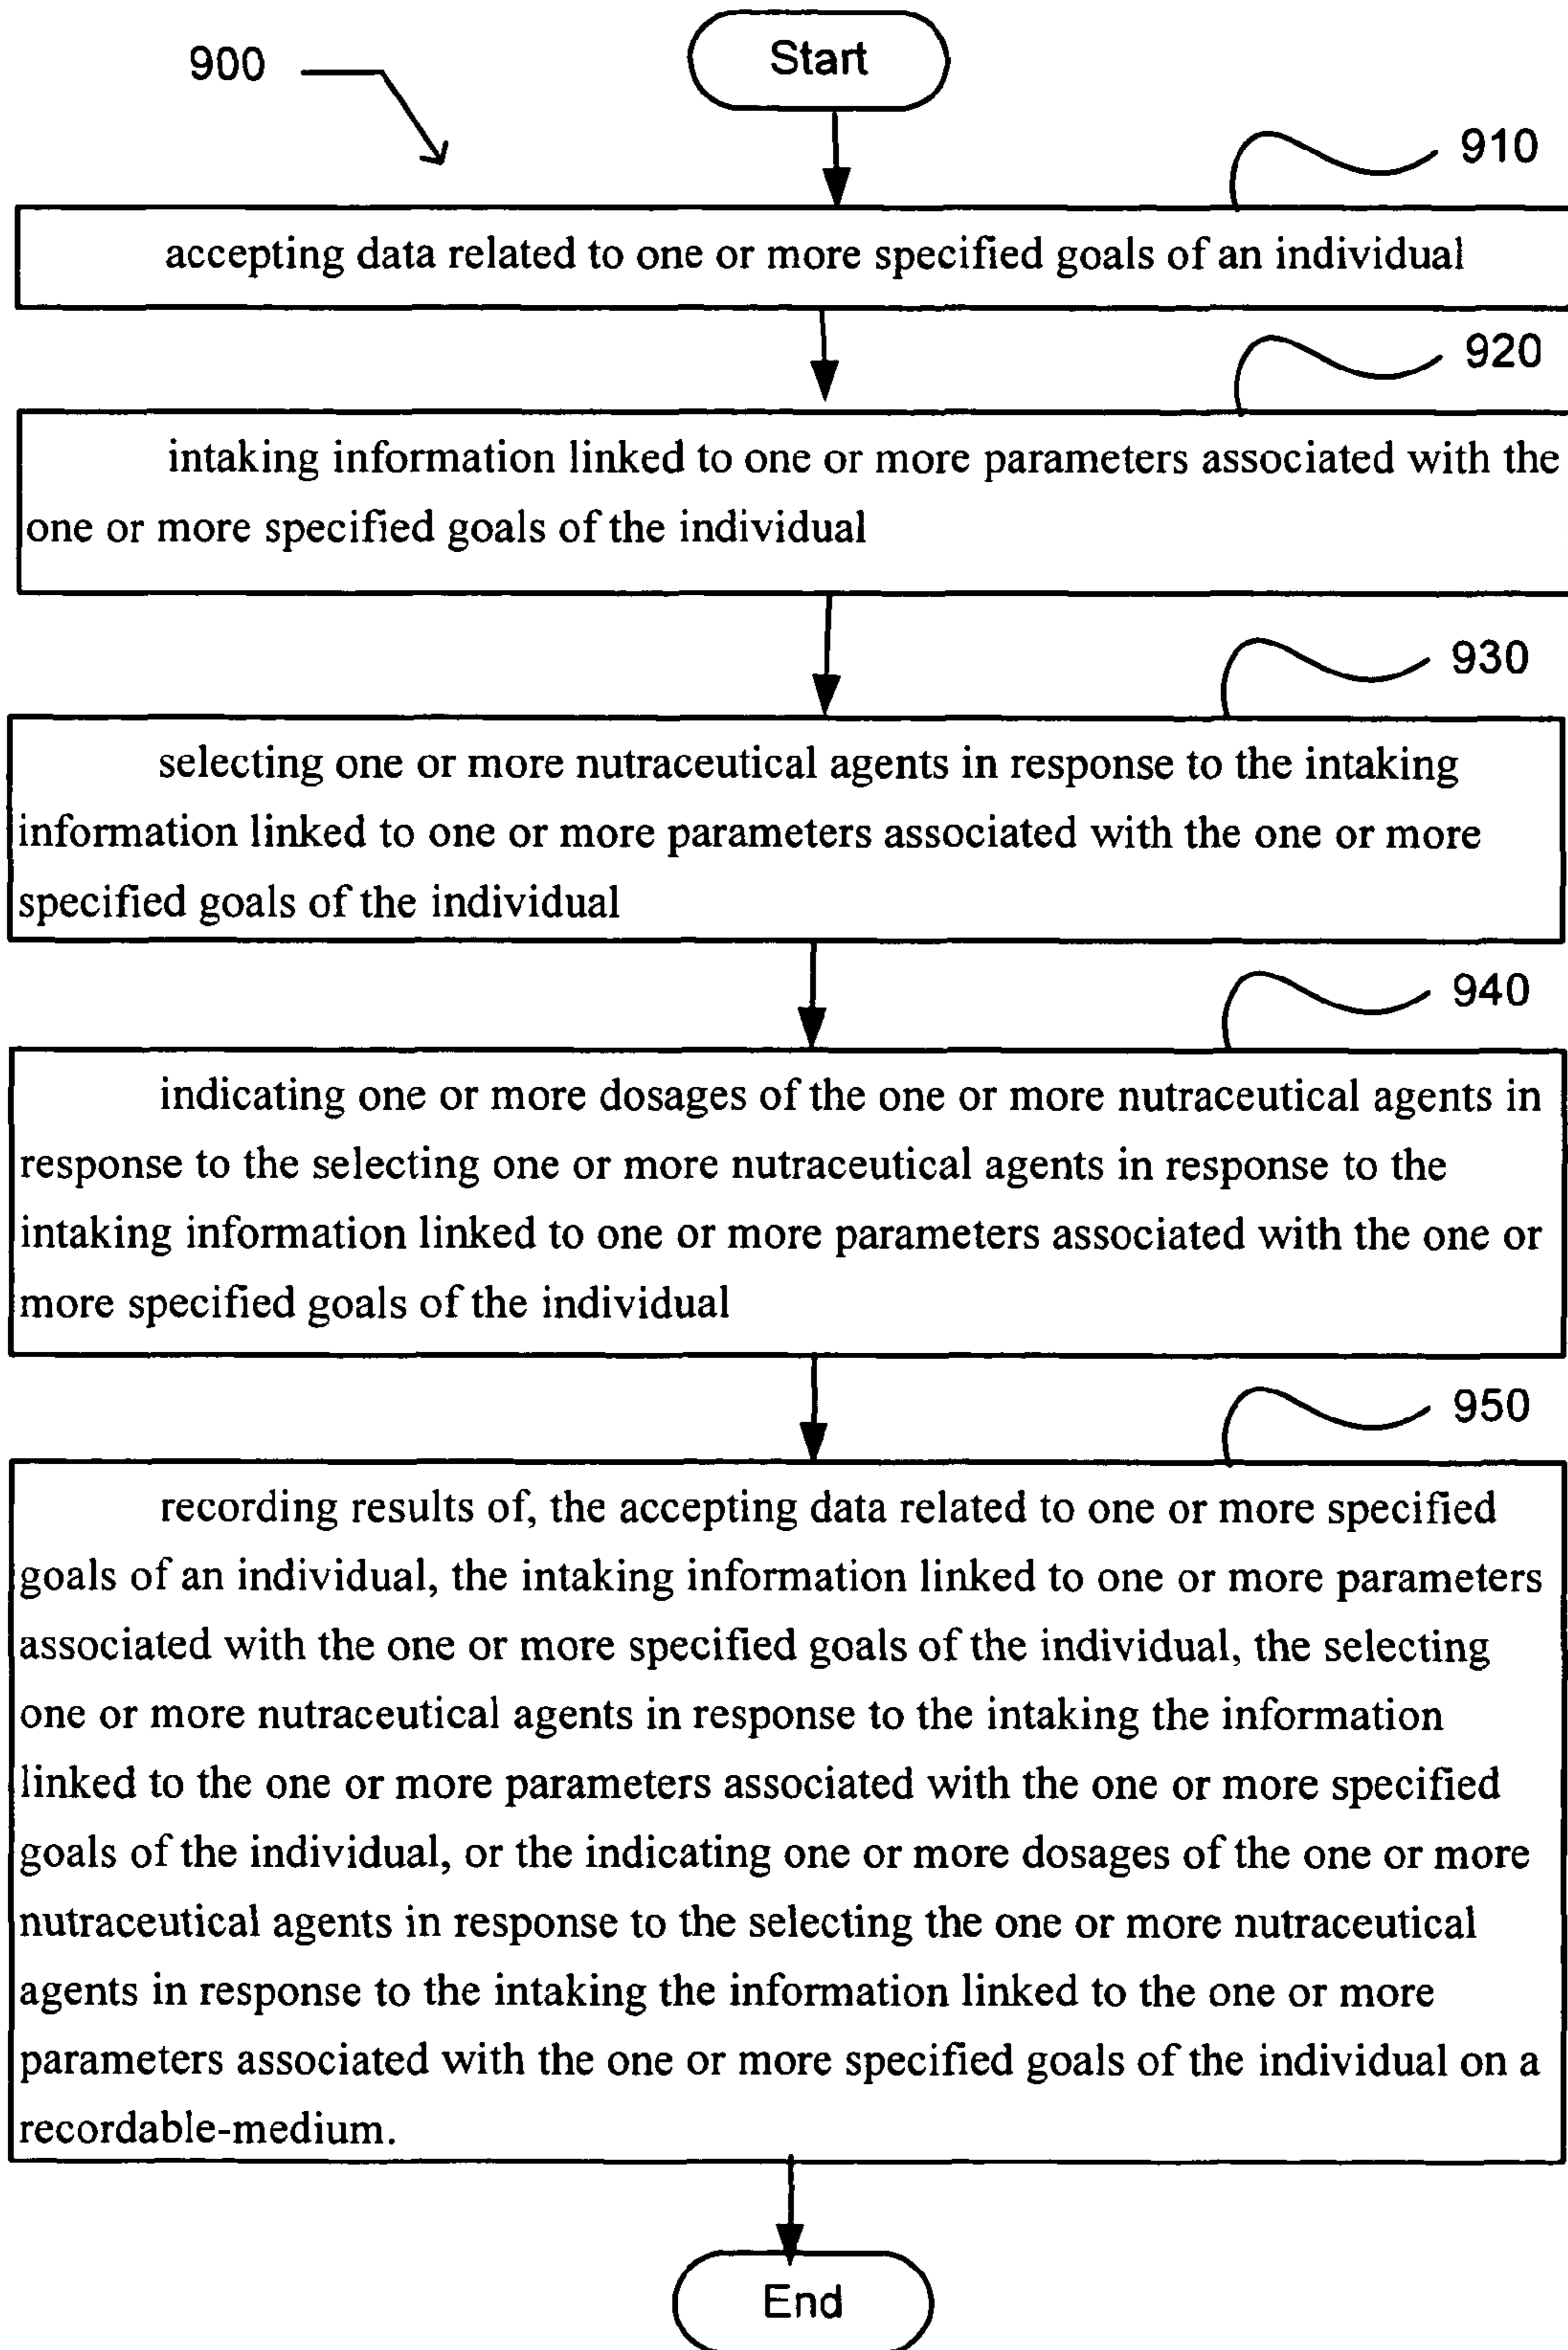 Start
900
910
accepting data related to one or more specified goals of an individual
920
intaking information linked to one or more parameters associated with the
one or more specified goals of the individual
930
selecting one or more nutraceutical agents in response to the intaking
information linked to one or more parameters associated with the one or more
specified goals of the individual
940
indicating one or more dosages of the one or more nutraceutical agents in
response to the selecting one or more nutraceutical agents in response to the
intaking information linked to one or more parameters associated with the one or
more specified goals of the individual
950
recording results of, the accepting data related to one or more specified
goals of an individual, the intaking information linked to one or more parameters
associated with the one or more specified goals of the individual, the selecting
one or more nutraceutical agents in response to the intaking the information
linked to the one or more parameters associated with the one or more specified
goals of the individual, or the indicating one or more dosages of the one or more
nutraceutical agents in response to the selecting the one or more nutraceutical
agents in response to the intaking the information linked to the one or more
parameters associated with the one or more specified goals of the individual on a
recordable-medium.
End